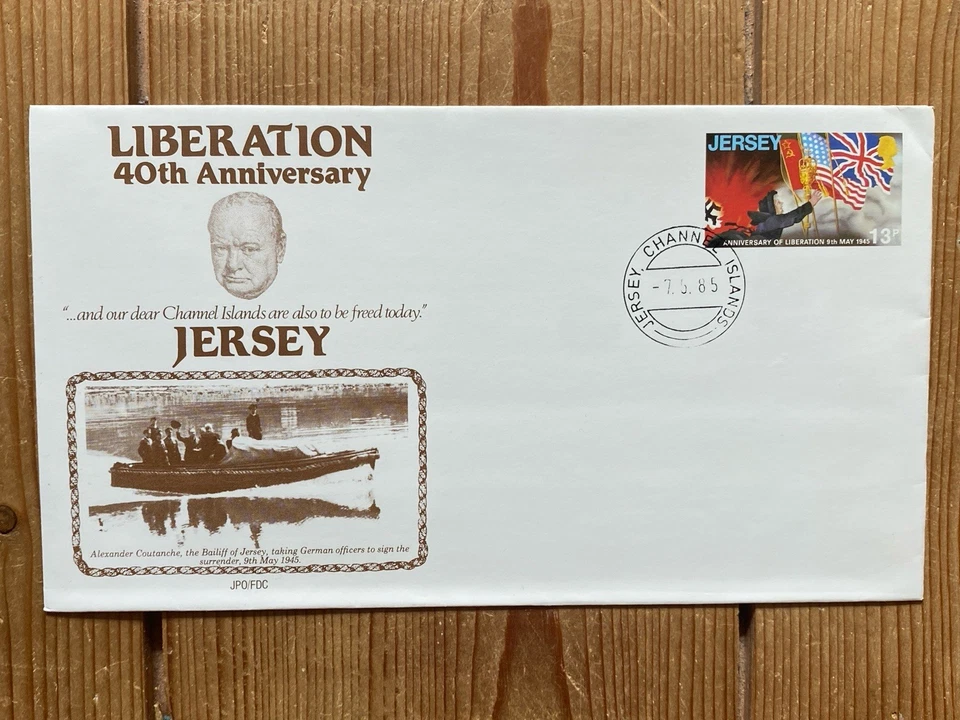 LIBERATION
40th Anniversary
"...and our dear Channel Islands are also to be freed today."
JERSEY
Alexander Coutanche, the Bailiff of Jersey, taking German officers to sign the
surrender, 9th May 1945.
JPO/FDC
JERSEY
ANNIVERSARY OF LIBERATION 9th MAY 1945
13P
JERSEY, CHANNEL ISLANDS
-7. 5. 85